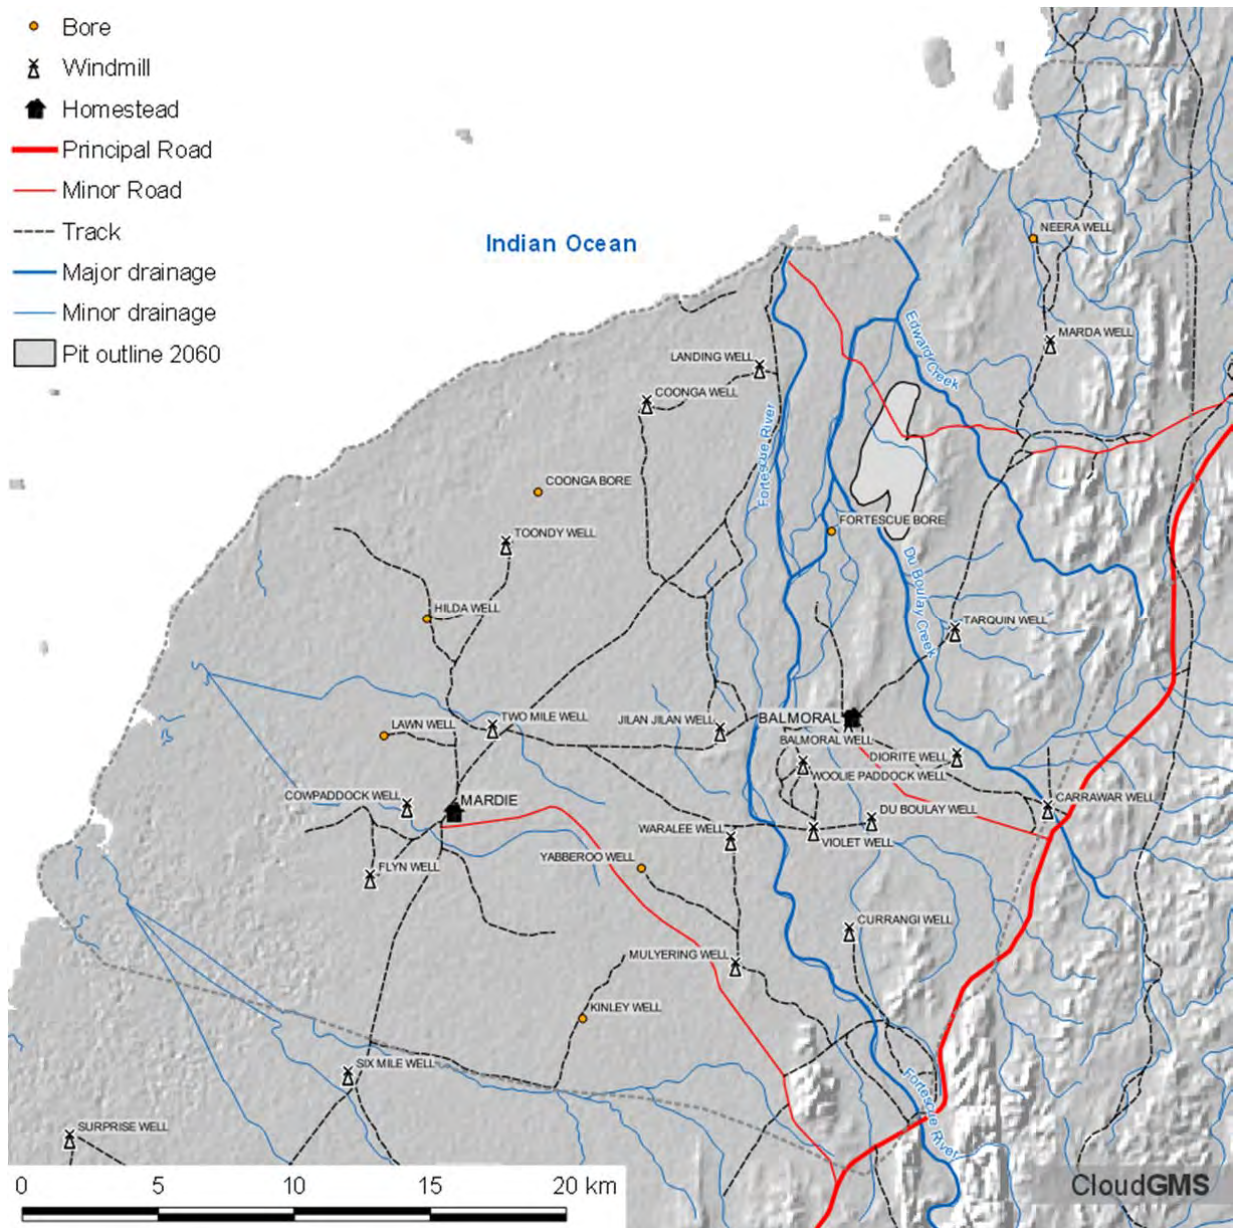 Bore
Windmill
Homestead
Principal Road
Minor Road
Track
Major drainage
Minor drainage
Pit outline 2060
Indian Ocean
NEERA WELL
MARDA WELL
Edward Creek
LANDING WELL
COONGA WELL
Fortescue River
COONGA BORE
FORTESCUE BORE
TOONDY WELL
Du Boulay Creek
HILDA WELL
TARQUIN WELL
LAWN WELL
TWO MILE WELL
JILAN JILAN WELL
BALMORAL
BALMORAL WELL
DIORITE WELL
WOOLIE PADDOCK WELL
COWPADDOCK WELL
MARDIE
CARRAWAR WELL
DU BOULAY WELL
WARALEE WELL
VIOLET WELL
YABBEROO WELL
FLYN WELL
CURRANGI WELL
MULYERING WELL
KINLEY WELL
SIX MILE WELL
Fortescue River
SURPRISE WELL
0 5 10 15 20 km
CloudGMS